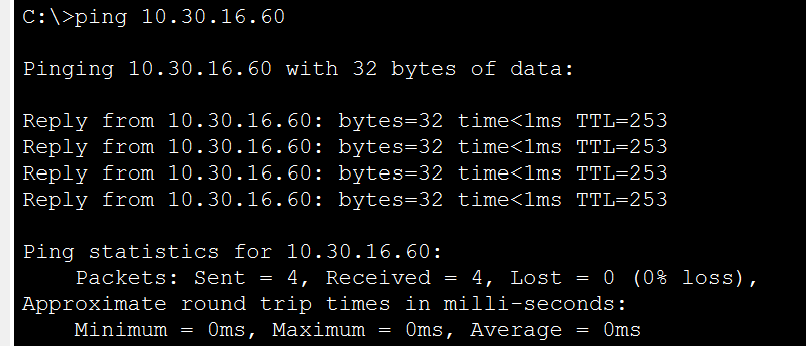 C:\>ping 10.30.16.60
Pinging 10.30.16.60 with 32 bytes of data:
Reply from 10.30.16.60: bytes=32 time<1ms TTL=253
Reply from 10.30.16.60: bytes=32 time<1ms TTL=253
Reply from 10.30.16.60: bytes=32 time<1ms TTL=253
Reply from 10.30.16.60: bytes=32 time<1ms TTL=253
Ping statistics for 10.30.16.60:
    Packets: Sent = 4, Received = 4, Lost = 0 (0% loss),
Approximate round trip times in milli-seconds:
    Minimum = 0ms, Maximum = 0ms, Average = 0ms